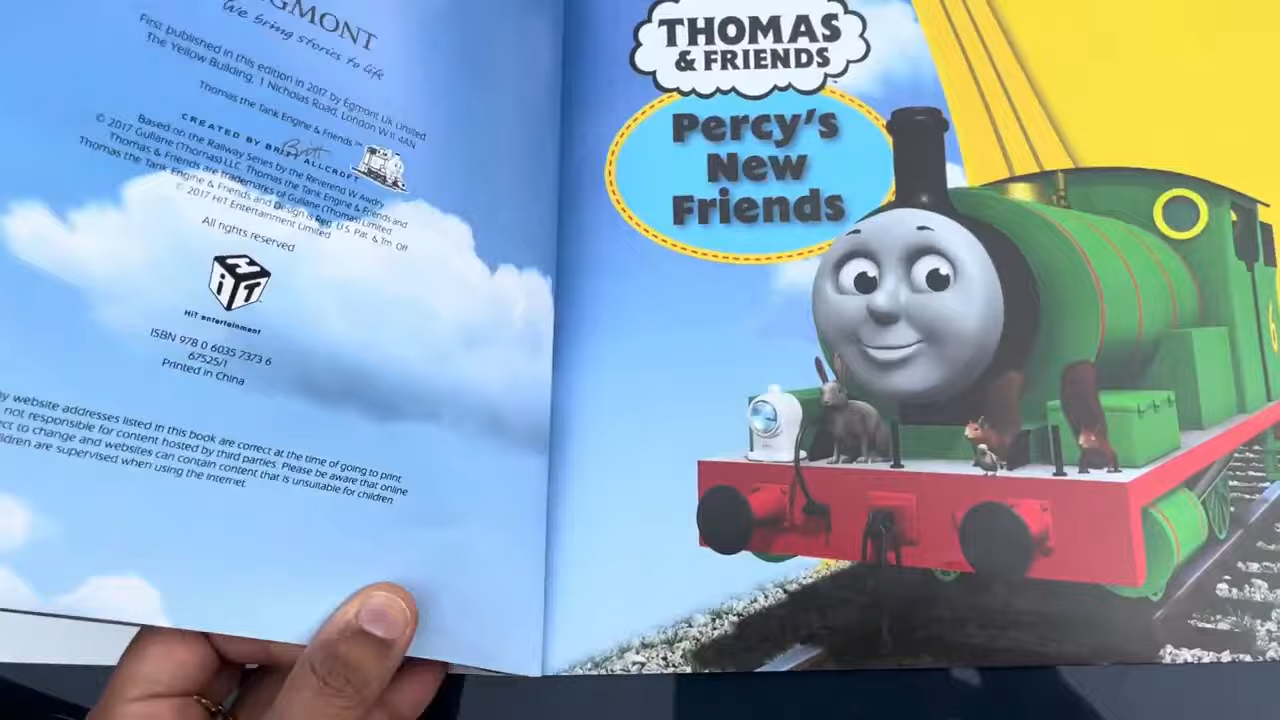 EGMONT
We bring stories to life
First published in this edition in 2017 by Egmont UK Limited
The Yellow Building, 1 Nicholas Road, London W11 4AN
Thomas the Tank Engine & Friends™
CREATED BY BRITT ALLCROFT
Based on the Railway Series by the Reverend W Awdry
© 2017 Gullane (Thomas) LLC. Thomas the Tank Engine & Friends and
Thomas & Friends are trademarks of Gullane (Thomas) Limited.
Thomas the Tank Engine & Friends and Design is Reg. U.S. Pat. & Tm. Off
© 2017 HiT Entertainment Limited
All rights reserved
HiT
HiT entertainment
ISBN 978 0 6035 7373 6
67525/1
Printed in China
y website addresses listed in this book are correct at the time of going to print
not responsible for content hosted by third parties. Please be aware that online
ect to change and websites can contain content that is unsuitable for children
ldren are supervised when using the internet
THOMAS
& FRIENDS
Percy's
New
Friends